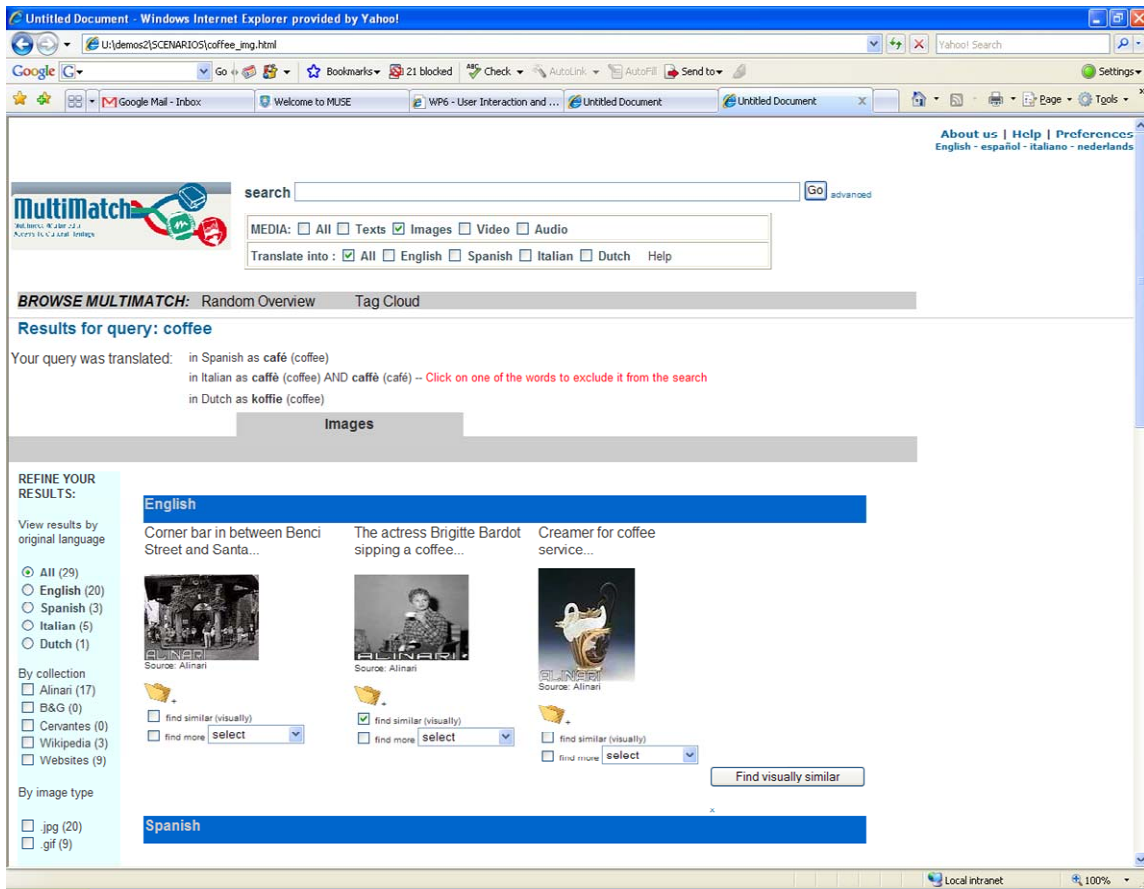 Untitled Document - Windows Internet Explorer provided by Yahoo!
U:\demos2\SCENARIOS\coffee_img.html
Yahoo! Search
Google G Go Bookmarks 21 blocked Check AutoLink AutoFill Send to Settings
Google Mail - Inbox Welcome to MUSE WP6 - User Interaction and ... Untitled Document Untitled Document x Page Tools
About us | Help | Preferences
English - español - italiano - nederlands
MultiMatch
search Go advanced
MEDIA: All Texts Images Video Audio
Translate into : All English Spanish Italian Dutch Help
BROWSE MULTIMATCH: Random Overview Tag Cloud
Results for query: coffee
Your query was translated: in Spanish as café (coffee)
in Italian as caffè (coffee) AND caffè (café) -- Click on one of the words to exclude it from the search
in Dutch as koffie (coffee)
Images
REFINE YOUR
RESULTS:
View results by
original language
All (29)
English (20)
Spanish (3)
Italian (5)
Dutch (1)
By collection
Alinari (17)
B&G (0)
Cervantes (0)
Wikipedia (3)
Websites (9)
By image type
.jpg (20)
.gif (9)
English
Corner bar in between Benci
Street and Santa...
ALINARI
Source: Alinari
find similar (visually)
find more select
The actress Brigitte Bardot
sipping a coffee...
ALINARI
Source: Alinari
find similar (visually)
find more select
Creamer for coffee
service...
ALINARI
Source: Alinari
find similar (visually)
find more select
Find visually similar
x
Spanish
Local intranet 100%